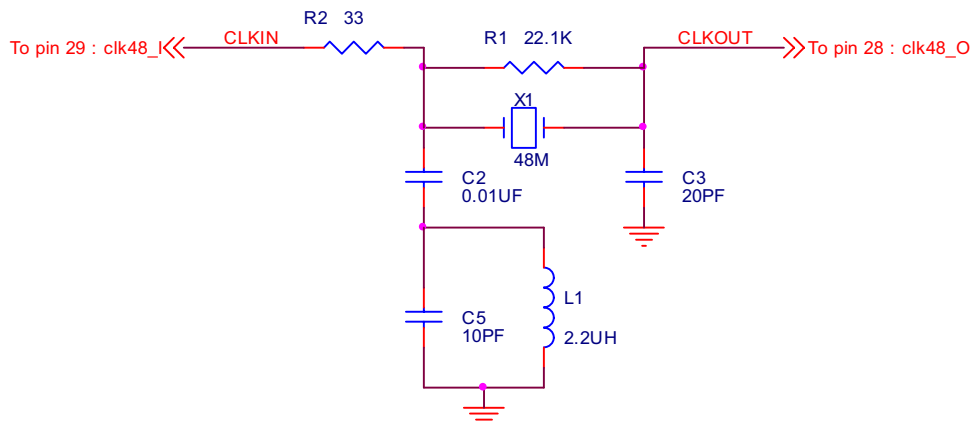 R2 33
To pin 29 : clk48_I
CLKIN
R1 22.1K
CLKOUT
To pin 28 : clk48_O
X1
48M
C2
0.01UF
C3
20PF
C5
10PF
L1
2.2UH